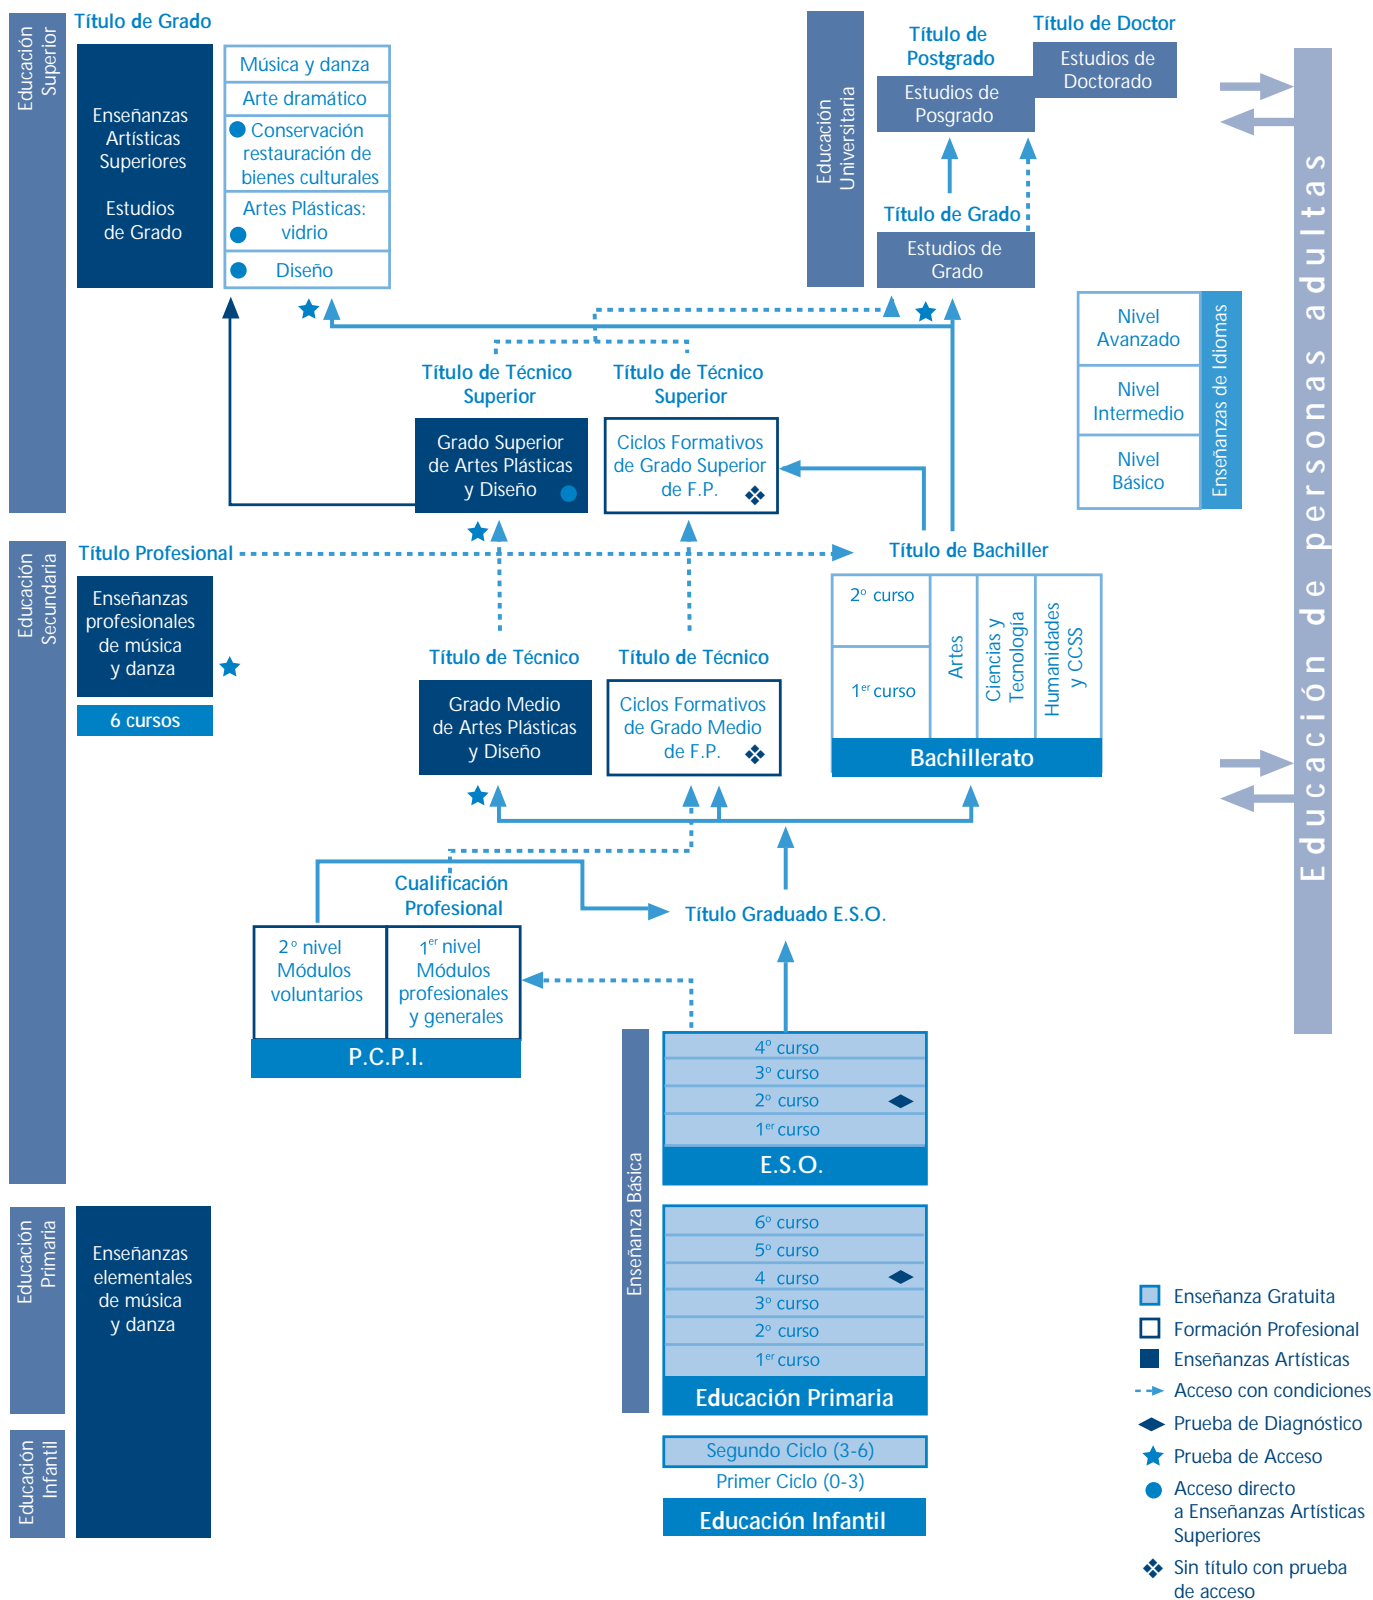 Educación
Superior
Título de Grado
Enseñanzas
Artísticas
Superiores
Estudios
de Grado
Música y danza
Arte dramático
Conservación
restauración de
bienes culturales
Artes Plásticas:
vidrio
Diseño
Educación
Universitaria
Título de
Postgrado
Estudios de
Posgrado
Título de Doctor
Estudios de
Doctorado
Título de Grado
Estudios de
Grado
Nivel
Avanzado
Nivel
Intermedio
Nivel
Básico
Enseñanzas de Idiomas
Educación de personas adultas
Título de Técnico
Superior
Grado Superior
de Artes Plásticas
y Diseño
Título de Técnico
Superior
Ciclos Formativos
de Grado Superior
de F.P.
Educación
Secundaria
Título Profesional
Enseñanzas
profesionales
de música
y danza
6 cursos
Título de Técnico
Grado Medio
de Artes Plásticas
y Diseño
Título de Técnico
Ciclos Formativos
de Grado Medio
de F.P.
Título de Bachiller
2º curso
1er curso
Artes
Ciencias y
Tecnología
Humanidades
y CCSS
Bachillerato
Cualificación
Profesional
Título Graduado E.S.O.
2º nivel
Módulos
voluntarios
1er nivel
Módulos
profesionales
y generales
P.C.P.I.
Enseñanza Básica
4º curso
3º curso
2º curso
1er curso
E.S.O.
Educación
Primaria
Enseñanzas
elementales
de música
y danza
6º curso
5º curso
4 curso
3º curso
2º curso
1er curso
Educación Primaria
Educación
Infantil
Segundo Ciclo (3-6)
Primer Ciclo (0-3)
Educación Infantil
Enseñanza Gratuita
Formación Profesional
Enseñanzas Artísticas
Acceso con condiciones
Prueba de Diagnóstico
Prueba de Acceso
Acceso directo
a Enseñanzas Artísticas
Superiores
Sin título con prueba
de acceso